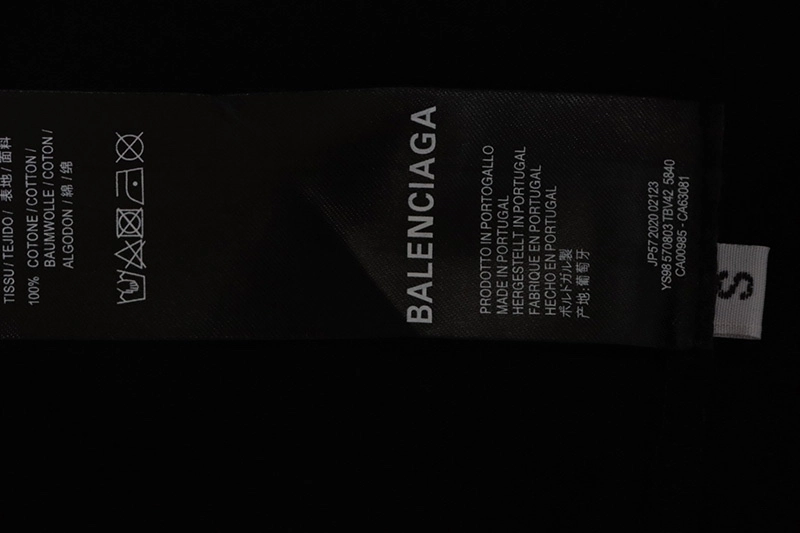 TISSU / TEJIDO / 表地 / 面料
100% COTONE / COTTON /
BAUMWOLLE / COTON /
ALGODON / 綿 / 绵
BALENCIAGA
PRODOTTO IN PORTOGALLO
MADE IN PORTUGAL
HERGESTELLT IN PORTUGAL
FABRIQUE EN PORTUGAL
HECHO EN PORTUGAL
ポルドガル製
产地:葡萄牙
JP57 2020 02123
YS98 570803 TBV42 5840
CA00985 - CA63081
S